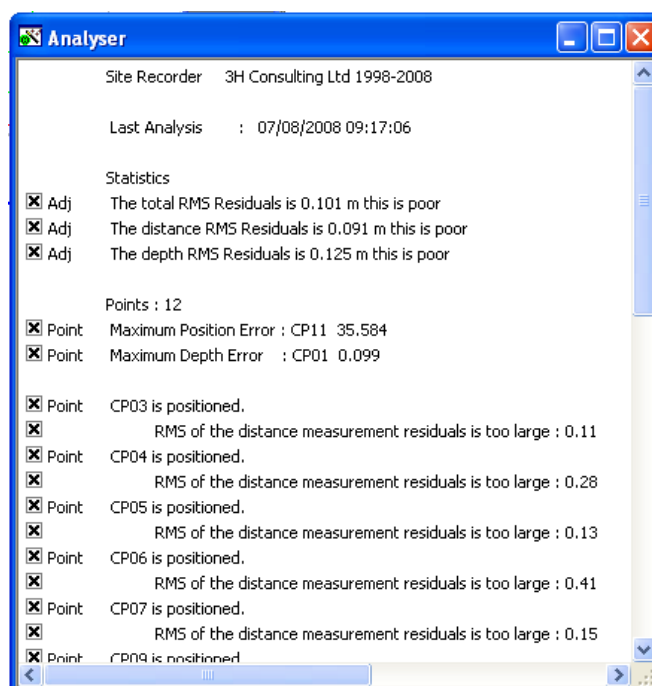 Analyser
Site Recorder 3H Consulting Ltd 1998-2008
Last Analysis : 07/08/2008 09:17:06
Statistics
Adj The total RMS Residuals is 0.101 m this is poor
Adj The distance RMS Residuals is 0.091 m this is poor
Adj The depth RMS Residuals is 0.125 m this is poor
Points : 12
Point Maximum Position Error : CP11 35.584
Point Maximum Depth Error : CP01 0.099
Point CP03 is positioned.
RMS of the distance measurement residuals is too large : 0.11
Point CP04 is positioned.
RMS of the distance measurement residuals is too large : 0.28
Point CP05 is positioned.
RMS of the distance measurement residuals is too large : 0.13
Point CP06 is positioned.
RMS of the distance measurement residuals is too large : 0.41
Point CP07 is positioned.
RMS of the distance measurement residuals is too large : 0.15
Point CP09 is positioned